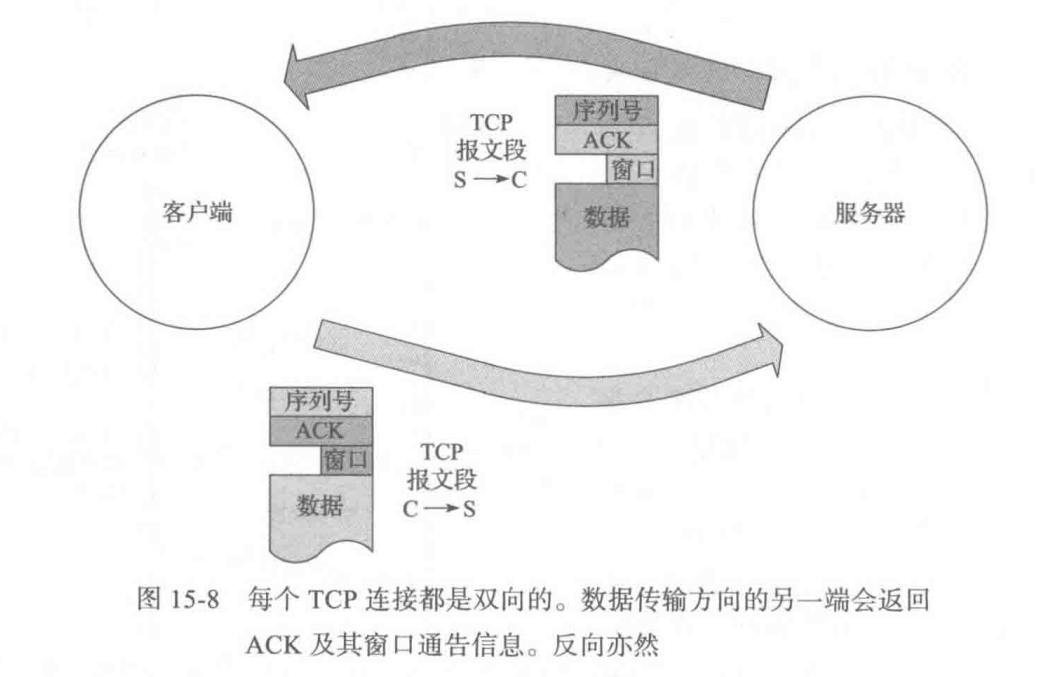 序列号
TCP
ACK
报文段
窗口
S→C
客户端
数据
服务器
序列号
ACK
TCP
窗口
报文段
数据
C→S
图 15-8 每个 TCP 连接都是双向的。数据传输方向的另一端会返回
ACK 及其窗口通告信息。反向亦然